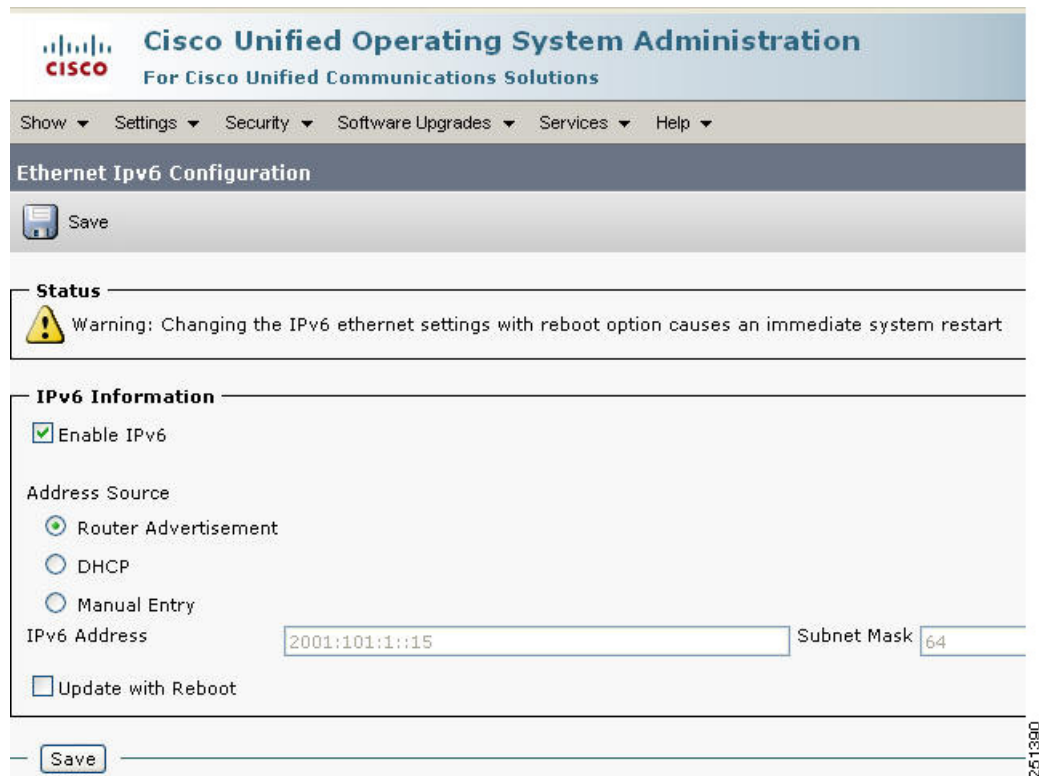 Cisco Unified Operating System Administration
CISCO
For Cisco Unified Communications Solutions
Show Settings Security Software Upgrades Services Help
Ethernet Ipv6 Configuration
Save
Status
Warning: Changing the IPv6 ethernet settings with reboot option causes an immediate system restart
IPv6 Information
Enable IPv6
Address Source
Router Advertisement
DHCP
Manual Entry
IPv6 Address 2001:101:1::15 Subnet Mask 64
Update with Reboot
Save
251390